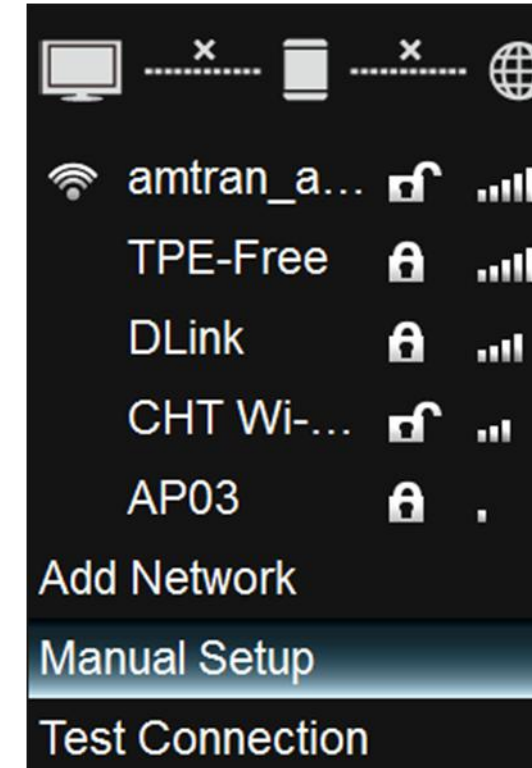 amtran_a...
TPE-Free
DLink
CHT Wi-...
AP03
Add Network
Manual Setup
Test Connection